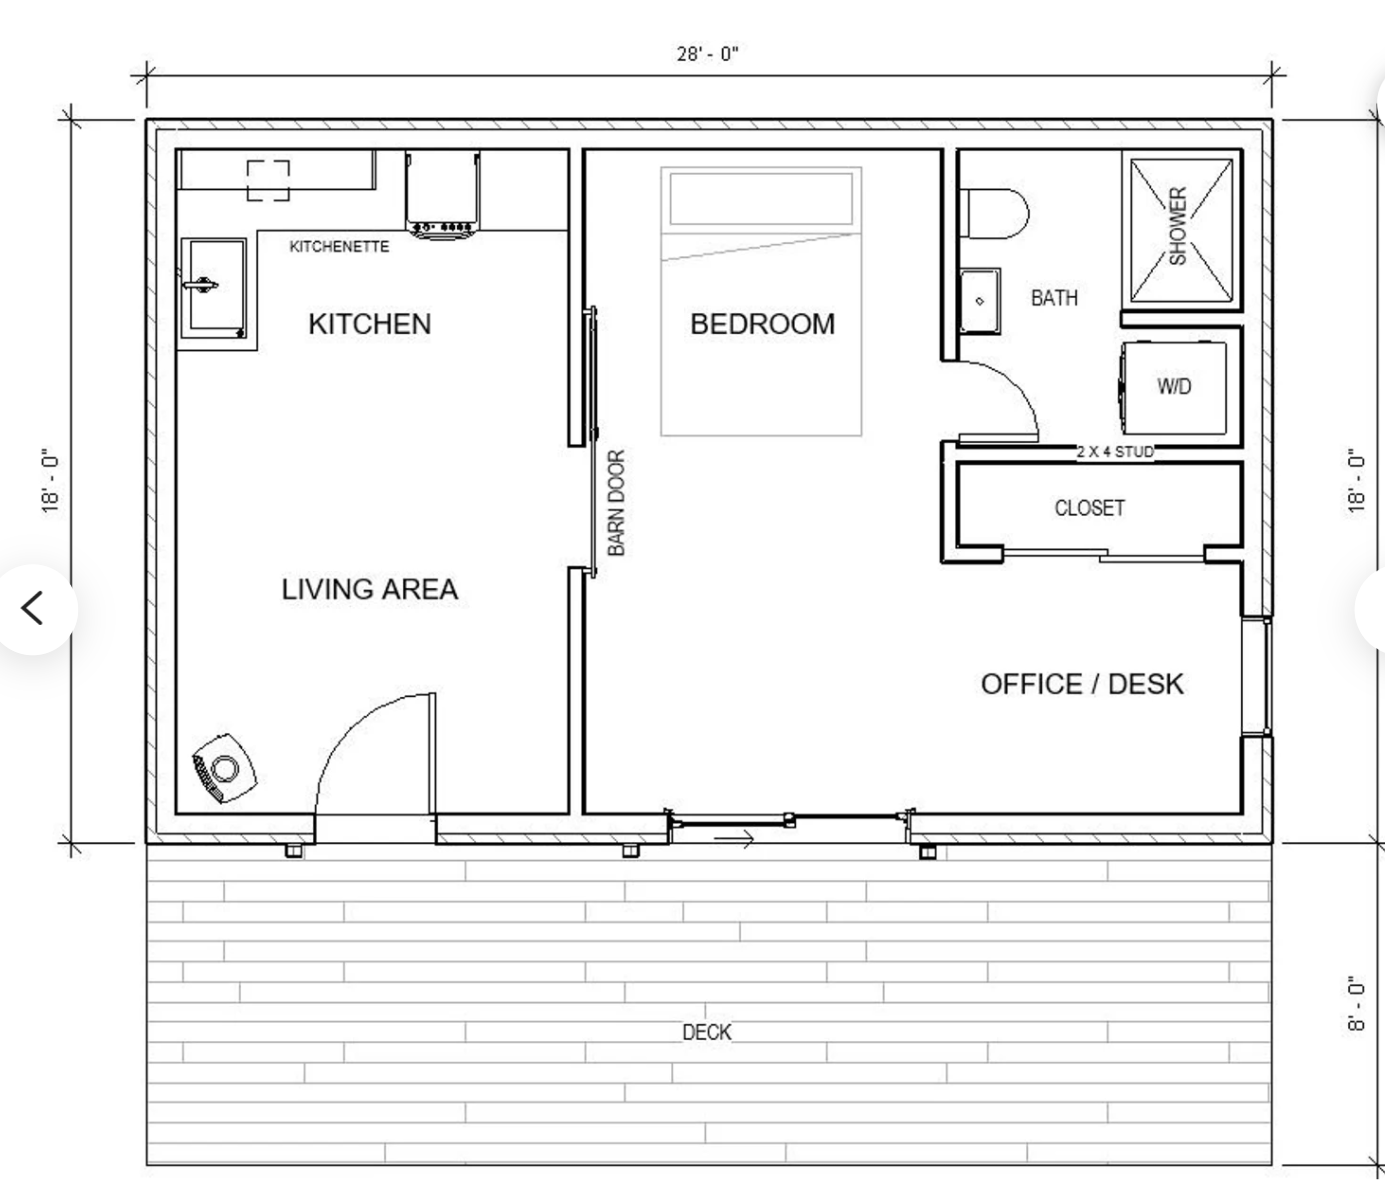 28' - 0"
KITCHENETTE
KITCHEN
BEDROOM
SHOWER
BATH
W/D
2 X 4 STUD
CLOSET
BARN DOOR
18' - 0"
18' - 0"
LIVING AREA
OFFICE / DESK
DECK
8' - 0"